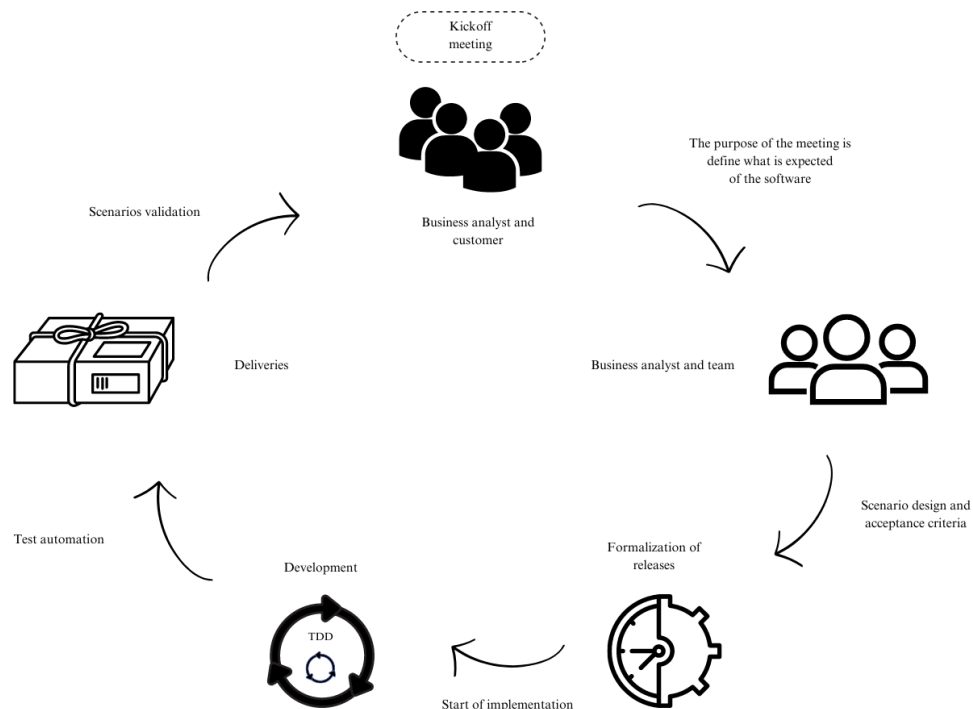 Kickoff
meeting
The purpose of the meeting is
define what is expected
of the software
Scenarios validation
Business analyst and
customer
Deliveries
Business analyst and team
Scenario design and
acceptance criteria
Test automation
Formalization of
releases
Development
TDD
Start of implementation